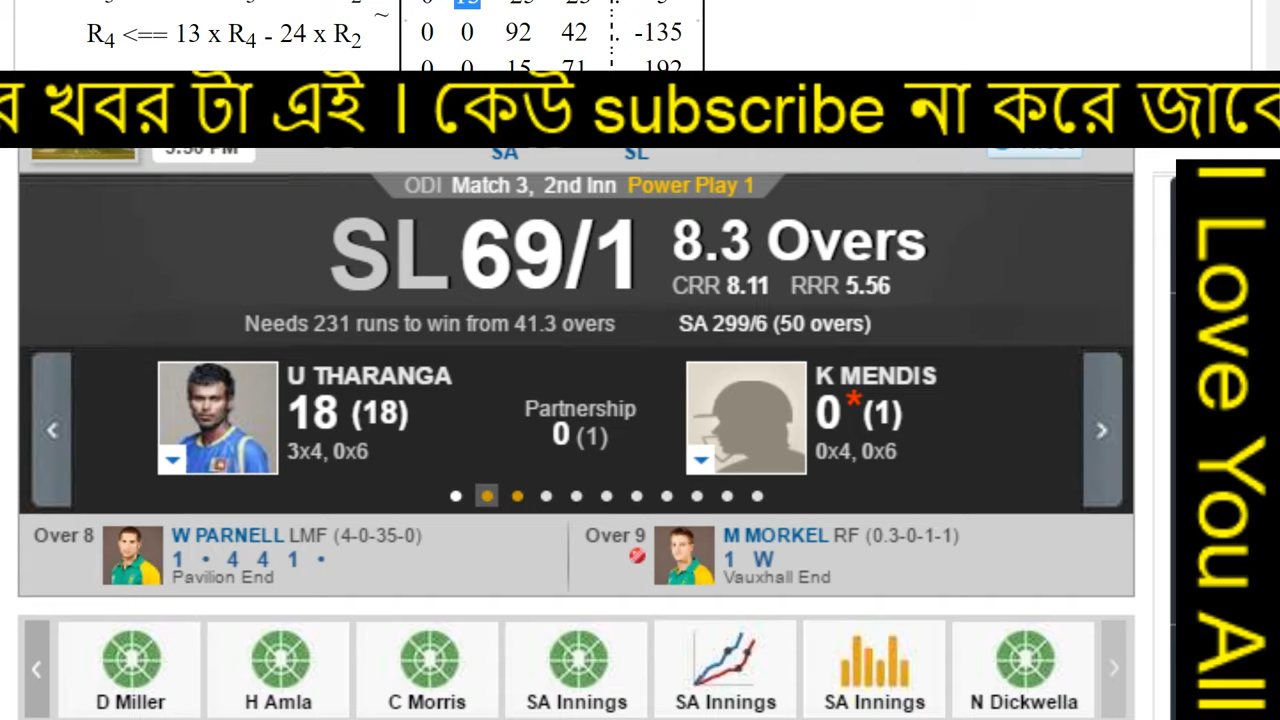 R4 <== 13 x R4 - 24 x R2
~
0 0 92 42 -135
খবর টা এই । কেউ subscribe না করে
SA SL
ODI Match 3, 2nd Inn Power Play 1
SL 69/1 8.3 Overs
CRR 8.11 RRR 5.56
Needs 231 runs to win from 41.3 overs SA 299/6 (50 overs)
U THARANGA
18 (18)
3x4, 0x6
Partnership
0 (1)
K MENDIS
0*(1)
0x4, 0x6
Over 8 W PARNELL LMF (4-0-35-0)
1 • 4 4 1 •
Pavilion End
Over 9 M MORKEL RF (0.3-0-1-1)
1 W
Vauxhall End
D Miller
H Amla
C Morris
SA Innings
SA Innings
SA Innings
N Dickwella
I Love You All